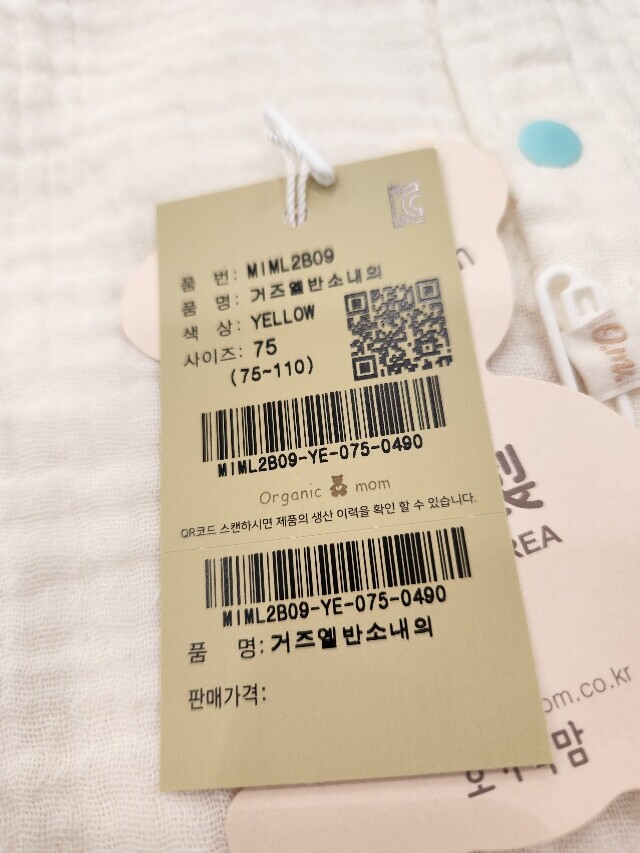 품 번: MIML2B09
품 명: 거즈엘반소내의
색 상: YELLOW
사이즈: 75
(75~110)
MIML2B09-YE-075-0490
Organic mom
QR코드 스캔하시면 제품의 생산 이력을 확인 할 수 있습니다.
MIML2B09-YE-075-0490
품 명: 거즈엘반소내의
판매가격:
om.co.kr